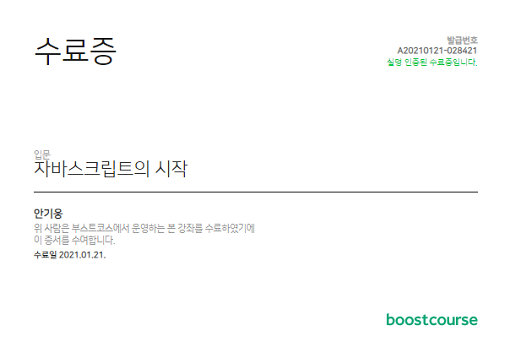 수료증
발급번호
A20210121-028421
실명 인증된 수료증입니다.
입문
자바스크립트의 시작
안기웅
위 사람은 부스트코스에서 운영하는 본 강좌를 수료하였기에
이 증서를 수여합니다.
수료일 2021.01.21.
boostcourse